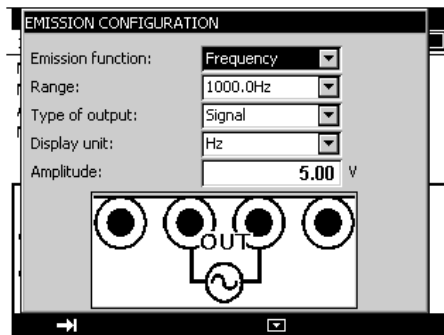 EMISSION CONFIGURATION
Emission function: Frequency
Range: 1000.0Hz
Type of output: Signal
Display unit: Hz
Amplitude: 5.00 V
OUT